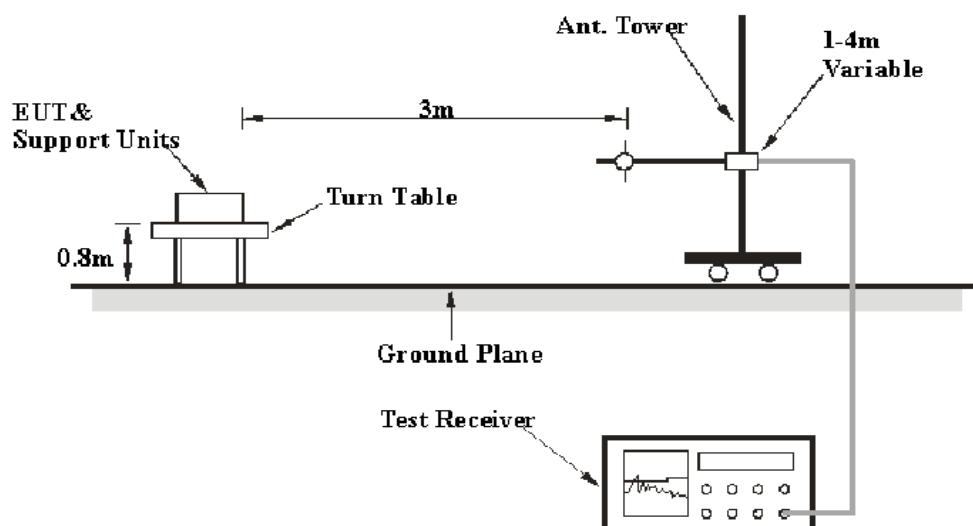 Ant. Tower
1-4m
Variable
EUT&
Support Units
3m
Turn Table
0.8m
Ground Plane
Test Receiver